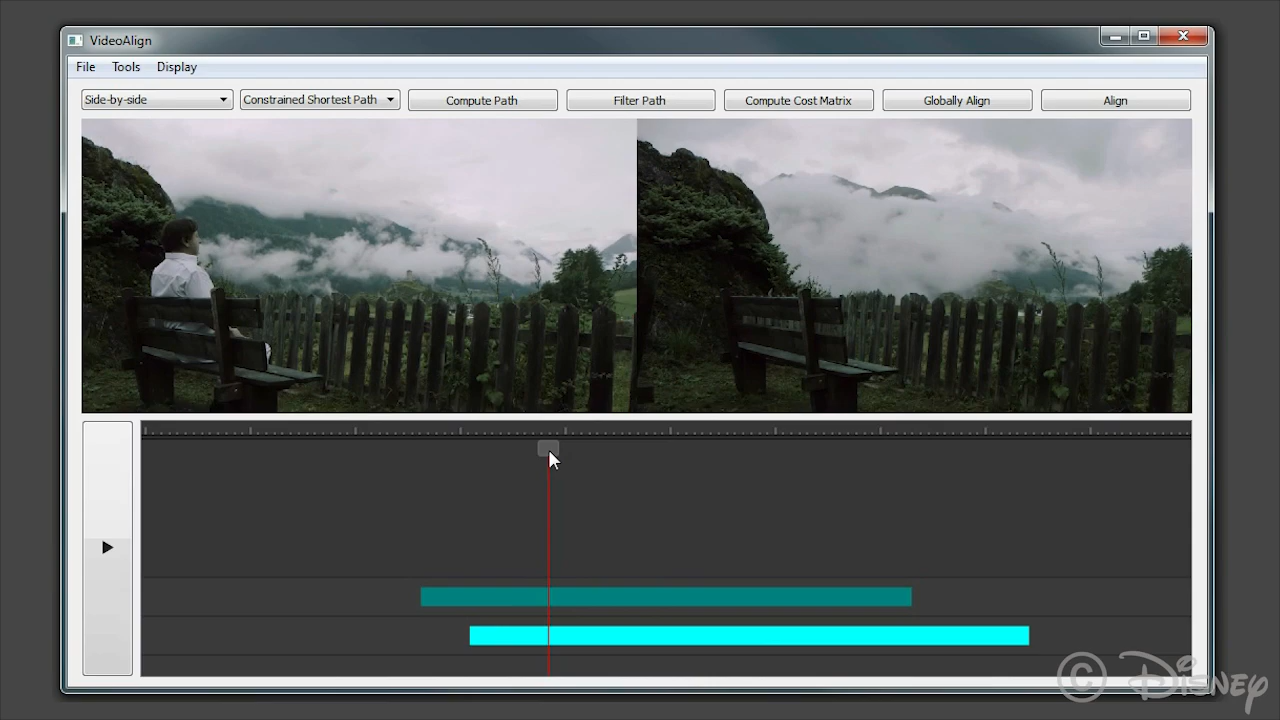 VideoAlign
File Tools Display
Side-by-side Constrained Shortest Path Compute Path Filter Path Compute Cost Matrix Globally Align Align
© Disney